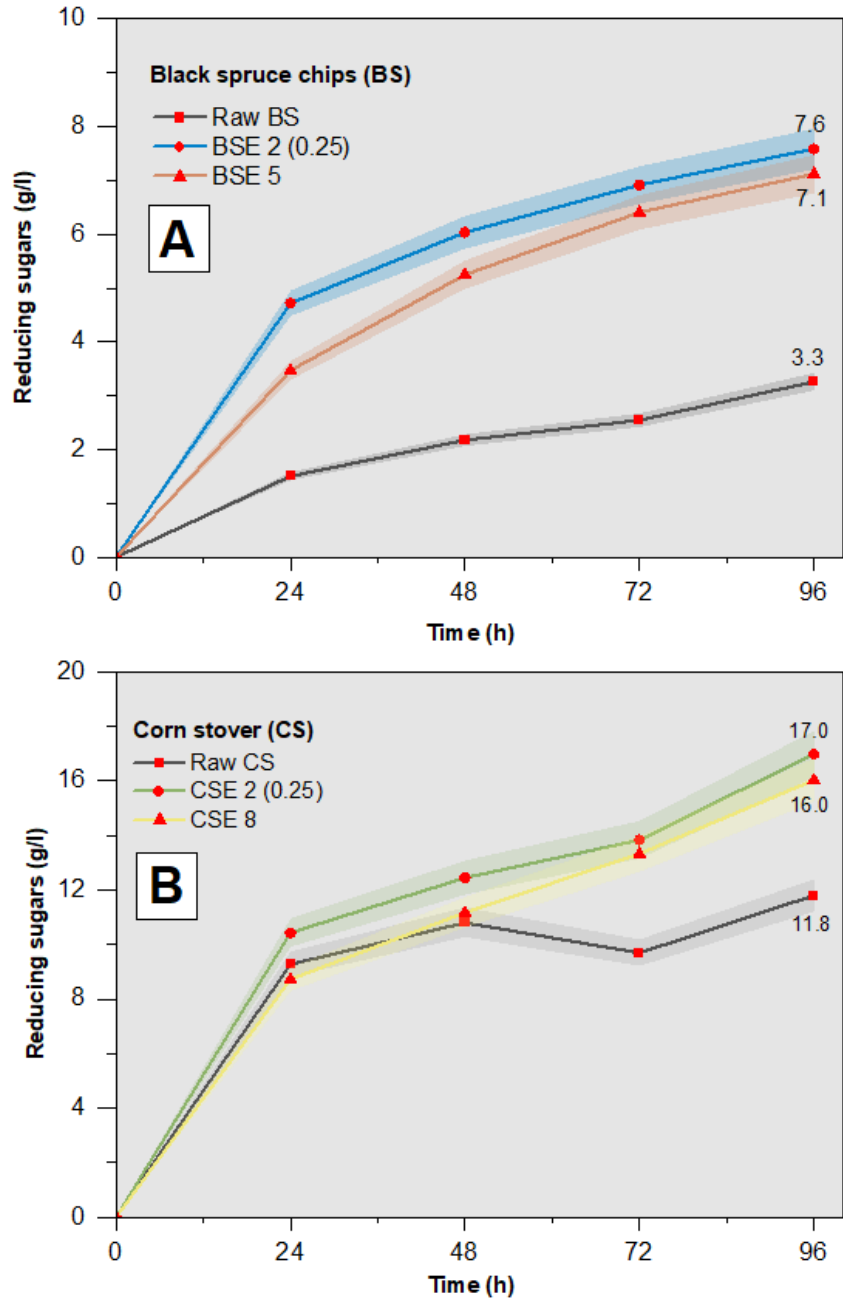 10
8
6
4
2
0
Reducing sugars (g/l)
Black spruce chips (BS)
Raw BS
BSE 2 (0.25)
BSE 5
A
7.6
7.1
3.3
0 24 48 72 96
Time (h)
20
16
12
8
4
0
Reducing sugars (g/l)
Corn stover (CS)
Raw CS
CSE 2 (0.25)
CSE 8
B
17.0
16.0
11.8
0 24 48 72 96
Time (h)